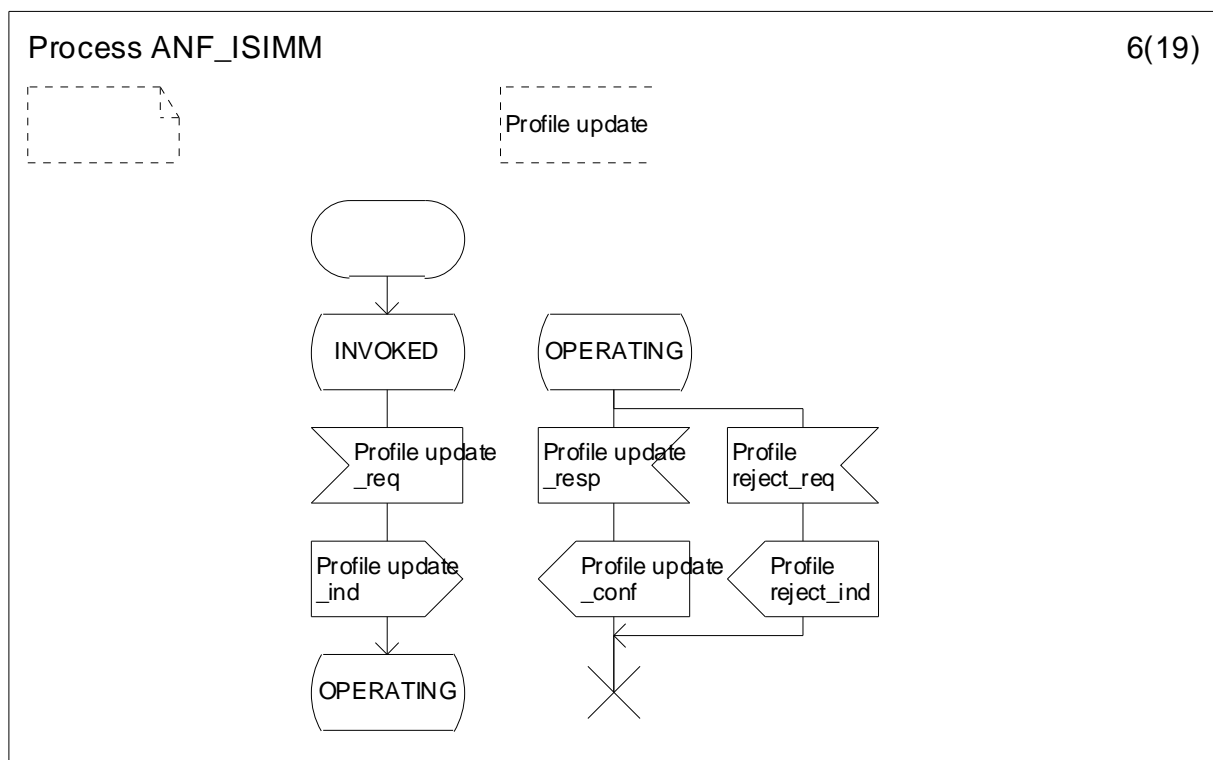 Process ANF_ISIMM
6(19)
Profile update
INVOKED
OPERATING
Profile update
_req
Profile update
_resp
Profile
reject_req
Profile update
_ind
Profile update
_conf
Profile
reject_ind
OPERATING